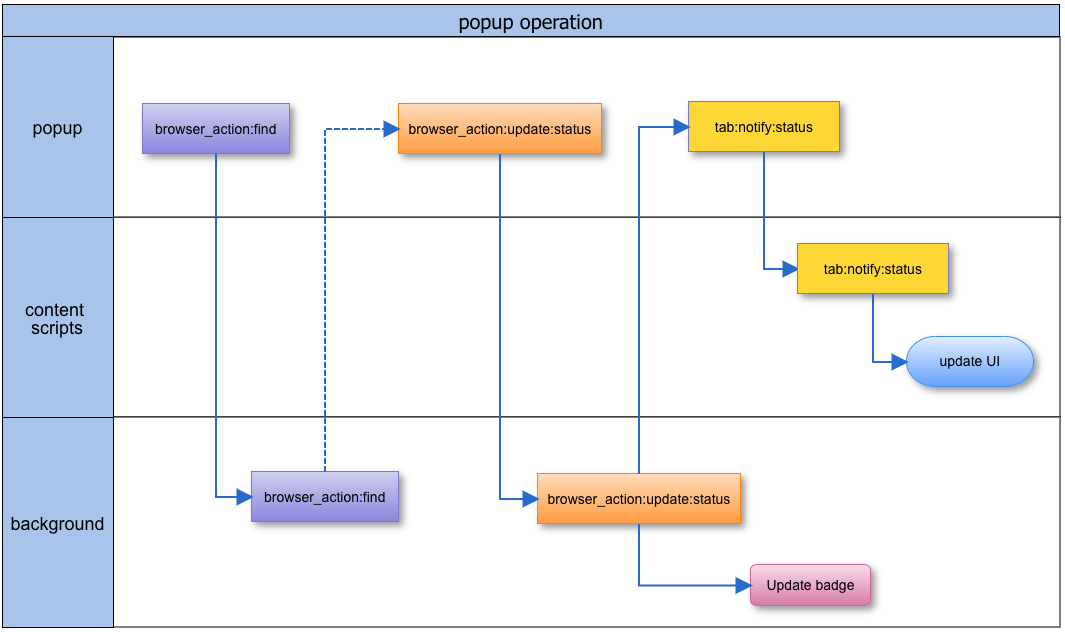 popup operation
popup
browser_action:find
browser_action:update:status
tab:notify:status
content
scripts
tab:notify:status
update UI
background
browser_action:find
browser_action:update:status
Update badge